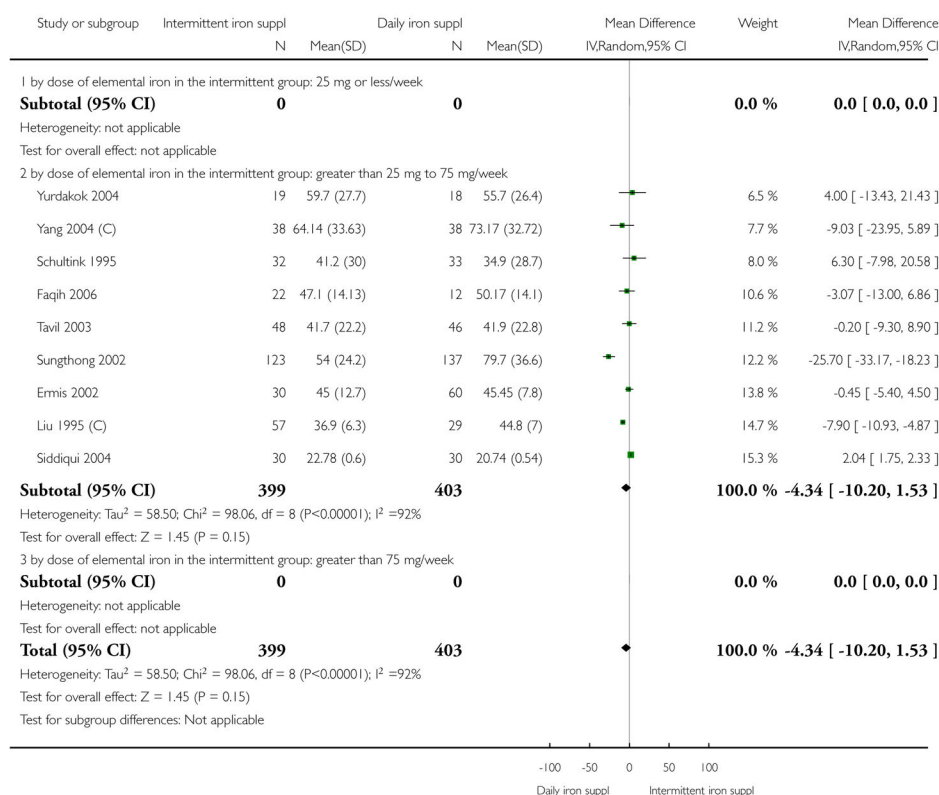 Study or subgroup Intermittent iron suppl Daily iron suppl Mean Difference Weight Mean Difference
N Mean(SD) N Mean(SD) IV,Random,95% CI IV,Random,95% CI
1 by dose of elemental iron in the intermittent group: 25 mg or less/week
Subtotal (95% CI) 0 0 0.0 % 0.0 [ 0.0, 0.0 ]
Heterogeneity: not applicable
Test for overall effect: not applicable
2 by dose of elemental iron in the intermittent group: greater than 25 mg to 75 mg/week
Yurdakok 2004 19 59.7 (27.7) 18 55.7 (26.4) 6.5 % 4.00 [ -13.43, 21.43 ]
Yang 2004 (C) 38 64.14 (33.63) 38 73.17 (32.72) 7.7 % -9.03 [ -23.95, 5.89 ]
Schultink 1995 32 41.2 (30) 33 34.9 (28.7) 8.0 % 6.30 [ -7.98, 20.58 ]
Faqih 2006 22 47.1 (14.13) 12 50.17 (14.1) 10.6 % -3.07 [ -13.00, 6.86 ]
Tavil 2003 48 41.7 (22.2) 46 41.9 (22.8) 11.2 % -0.20 [ -9.30, 8.90 ]
Sungthong 2002 123 54 (24.2) 137 79.7 (36.6) 12.2 % -25.70 [ -33.17, -18.23 ]
Ermis 2002 30 45 (12.7) 60 45.45 (7.8) 13.8 % -0.45 [ -5.40, 4.50 ]
Liu 1995 (C) 57 36.9 (6.3) 29 44.8 (7) 14.7 % -7.90 [ -10.93, -4.87 ]
Siddiqui 2004 30 22.78 (0.6) 30 20.74 (0.54) 15.3 % 2.04 [ 1.75, 2.33 ]
Subtotal (95% CI) 399 403 100.0 % -4.34 [ -10.20, 1.53 ]
Heterogeneity: Tau² = 58.50; Chi² = 98.06, df = 8 (P<0.00001); I² =92%
Test for overall effect: Z = 1.45 (P = 0.15)
3 by dose of elemental iron in the intermittent group: greater than 75 mg/week
Subtotal (95% CI) 0 0 0.0 % 0.0 [ 0.0, 0.0 ]
Heterogeneity: not applicable
Test for overall effect: not applicable
Total (95% CI) 399 403 100.0 % -4.34 [ -10.20, 1.53 ]
Heterogeneity: Tau² = 58.50; Chi² = 98.06, df = 8 (P<0.00001); I² =92%
Test for overall effect: Z = 1.45 (P = 0.15)
Test for subgroup differences: Not applicable
-100 -50 0 50 100
Daily iron suppl Intermittent iron suppl